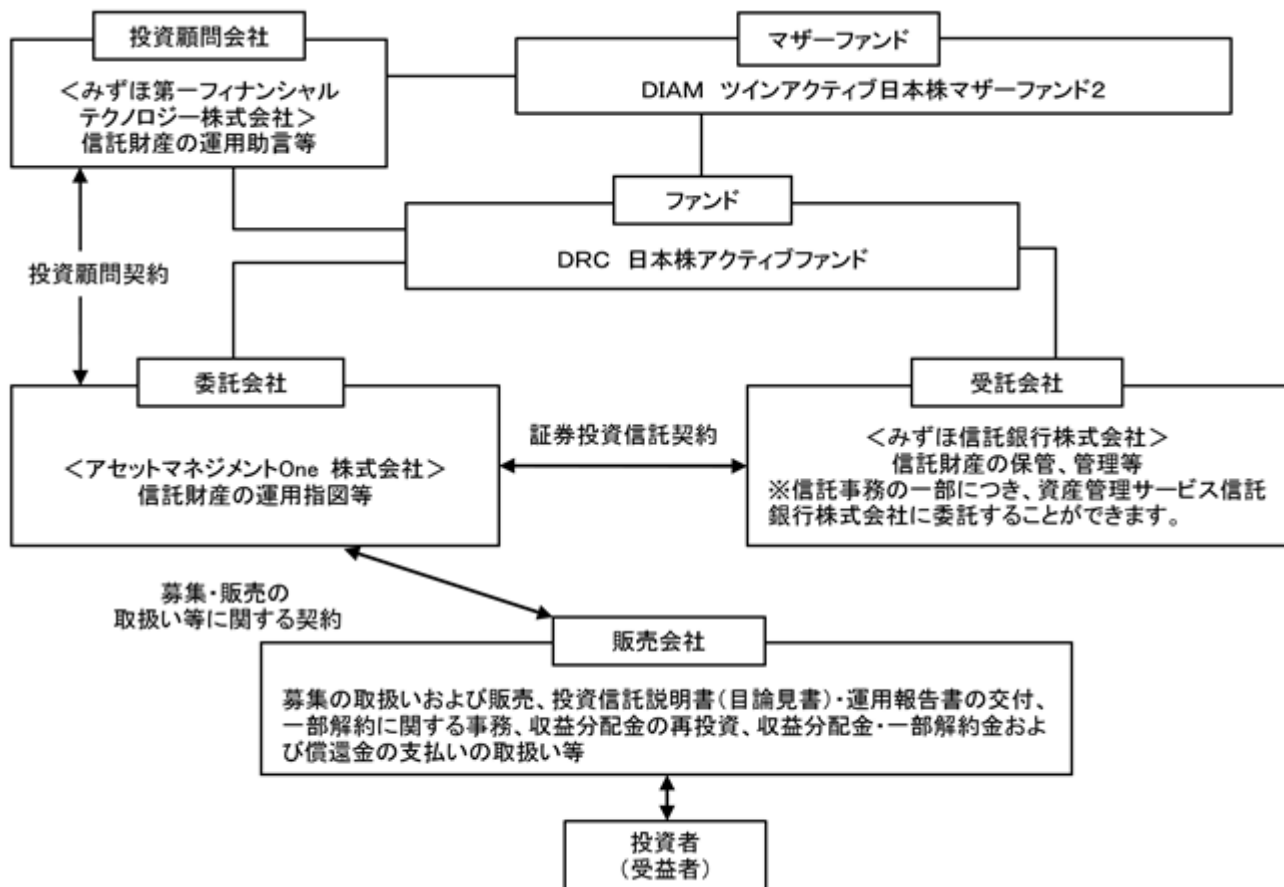 投資顧問会社
<みずほ第一フィナンシャル
テクノロジー株式会社>
信託財産の運用助言等
マザーファンド
DIAM ツインアクティブ日本株マザーファンド2
ファンド
DRC 日本株アクティブファンド
投資顧問契約
委託会社
<アセットマネジメントOne 株式会社>
信託財産の運用指図等
証券投資信託契約
受託会社
<みずほ信託銀行株式会社>
信託財産の保管、管理等
※信託事務の一部につき、資産管理サービス信託
銀行株式会社に委託することができます。
募集・販売の
取扱い等に関する契約
販売会社
募集の取扱いおよび販売、投資信託説明書(目論見書)・運用報告書の交付、
一部解約に関する事務、収益分配金の再投資、収益分配金・一部解約金およ
び償還金の支払いの取扱い等
投資者
(受益者)